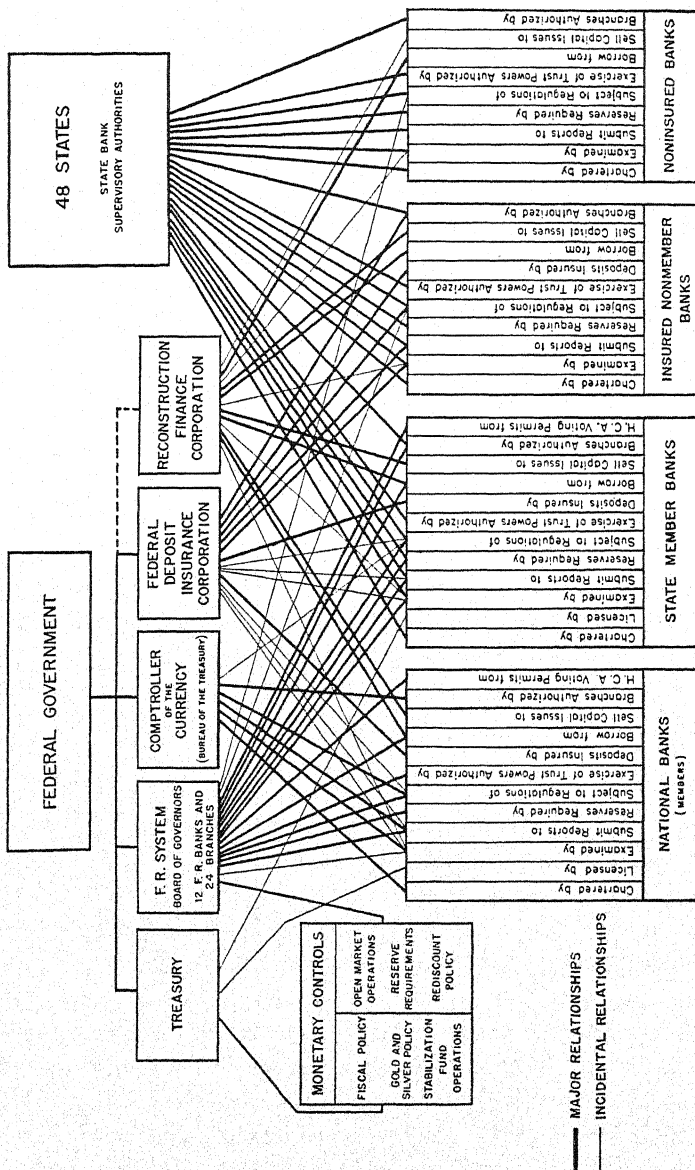 FEDERAL GOVERNMENT
48 STATES
STATE BANK
SUPERVISORY AUTHORITIES
TREASURY
F. R. SYSTEM
BOARD OF GOVERNORS
12 F. R. BANKS AND
24 BRANCHES
COMPTROLLER
OF THE
CURRENCY
(BUREAU OF THE TREASURY)
FEDERAL
DEPOSIT
INSURANCE
CORPORATION
RECONSTRUCTION
FINANCE
CORPORATION
MONETARY CONTROLS
FISCAL POLICY
GOLD AND
SILVER POLICY
STABILIZATION
FUND
OPERATIONS
OPEN MARKET
OPERATIONS
RESERVE
REQUIREMENTS
REDISCOUNT
POLICY
Chartered by
Licensed by
Examined by
Submit Reports to
Reserves Required by
Subject to Regulations of
Exercise of Trust Powers Authorized by
Deposits Insured by
Borrow from
Sell Capital Issues to
Branches Authorized by
H. C. A. Voting Permits from
NATIONAL BANKS
(MEMBERS)
Chartered by
Licensed by
Examined by
Submit Reports to
Reserves Required by
Subject to Regulations of
Exercise of Trust Powers Authorized by
Deposits Insured by
Borrow from
Sell Capital Issues to
Branches Authorized by
H. C. A. Voting Permits from
STATE MEMBER BANKS
Chartered by
Examined by
Submit Reports to
Reserves Required by
Subject to Regulations of
Exercise of Trust Powers Authorized by
Deposits Insured by
Borrow from
Sell Capital Issues to
Branches Authorized by
INSURED NONMEMBER
BANKS
Chartered by
Examined by
Submit Reports to
Reserves Required by
Subject to Regulations of
Exercise of Trust Powers Authorized by
Borrow from
Sell Capital Issues to
Branches Authorized by
NONINSURED BANKS
MAJOR RELATIONSHIPS
INCIDENTAL RELATIONSHIPS